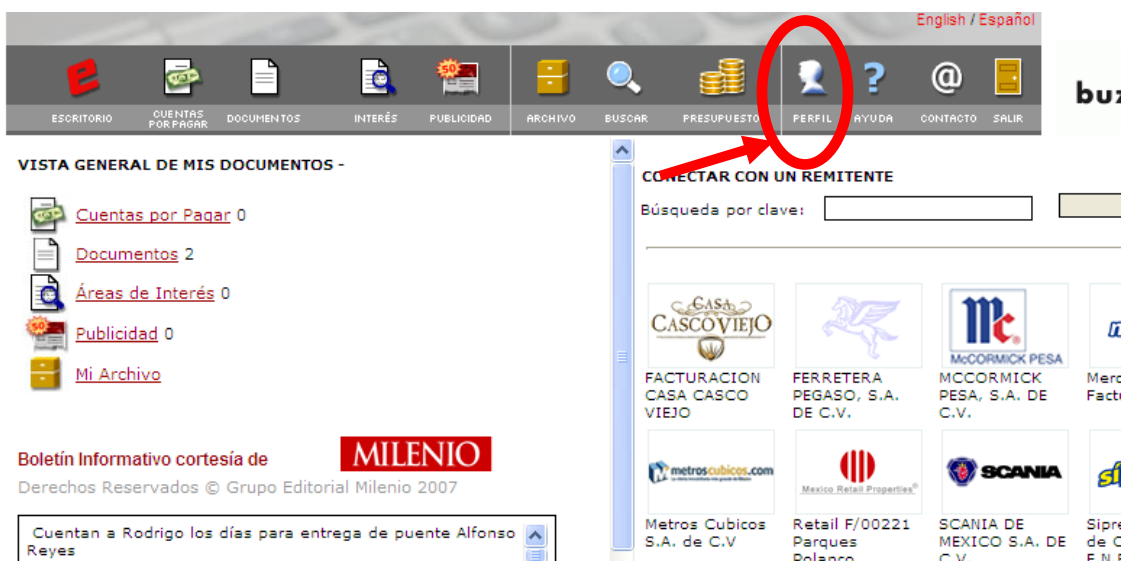 English / Español
ESCRITORIO
CUENTAS
POR PAGAR
DOCUMENTOS
INTERÉS
PUBLICIDAD
ARCHIVO
BUSCAR
PRESUPUESTO
PERFIL
AYUDA
CONTACTO
SALIR
VISTA GENERAL DE MIS DOCUMENTOS -
Cuentas por Pagar 0
Documentos 2
Áreas de Interés 0
Publicidad 0
Mi Archivo
Boletín Informativo cortesía de
MILENIO
Derechos Reservados © Grupo Editorial Milenio 2007
Cuentan a Rodrigo los días para entrega de puente Alfonso
Reyes
CONECTAR CON UN REMITENTE
Búsqueda por clave:
CASA
CASCO VIEJO
Mc.
McCORMICK PESA
FACTURACION
CASA CASCO
VIEJO
FERRETERA
PEGASO, S.A.
DE C.V.
MCCORMICK
PESA, S.A. DE
C.V.
metroscubicos.com
Mexico Retail Properties
SCANIA
Metros Cubicos
S.A. de C.V
Retail F/00221
Parques
Polanco
SCANIA DE
MEXICO S.A. DE
C.V.